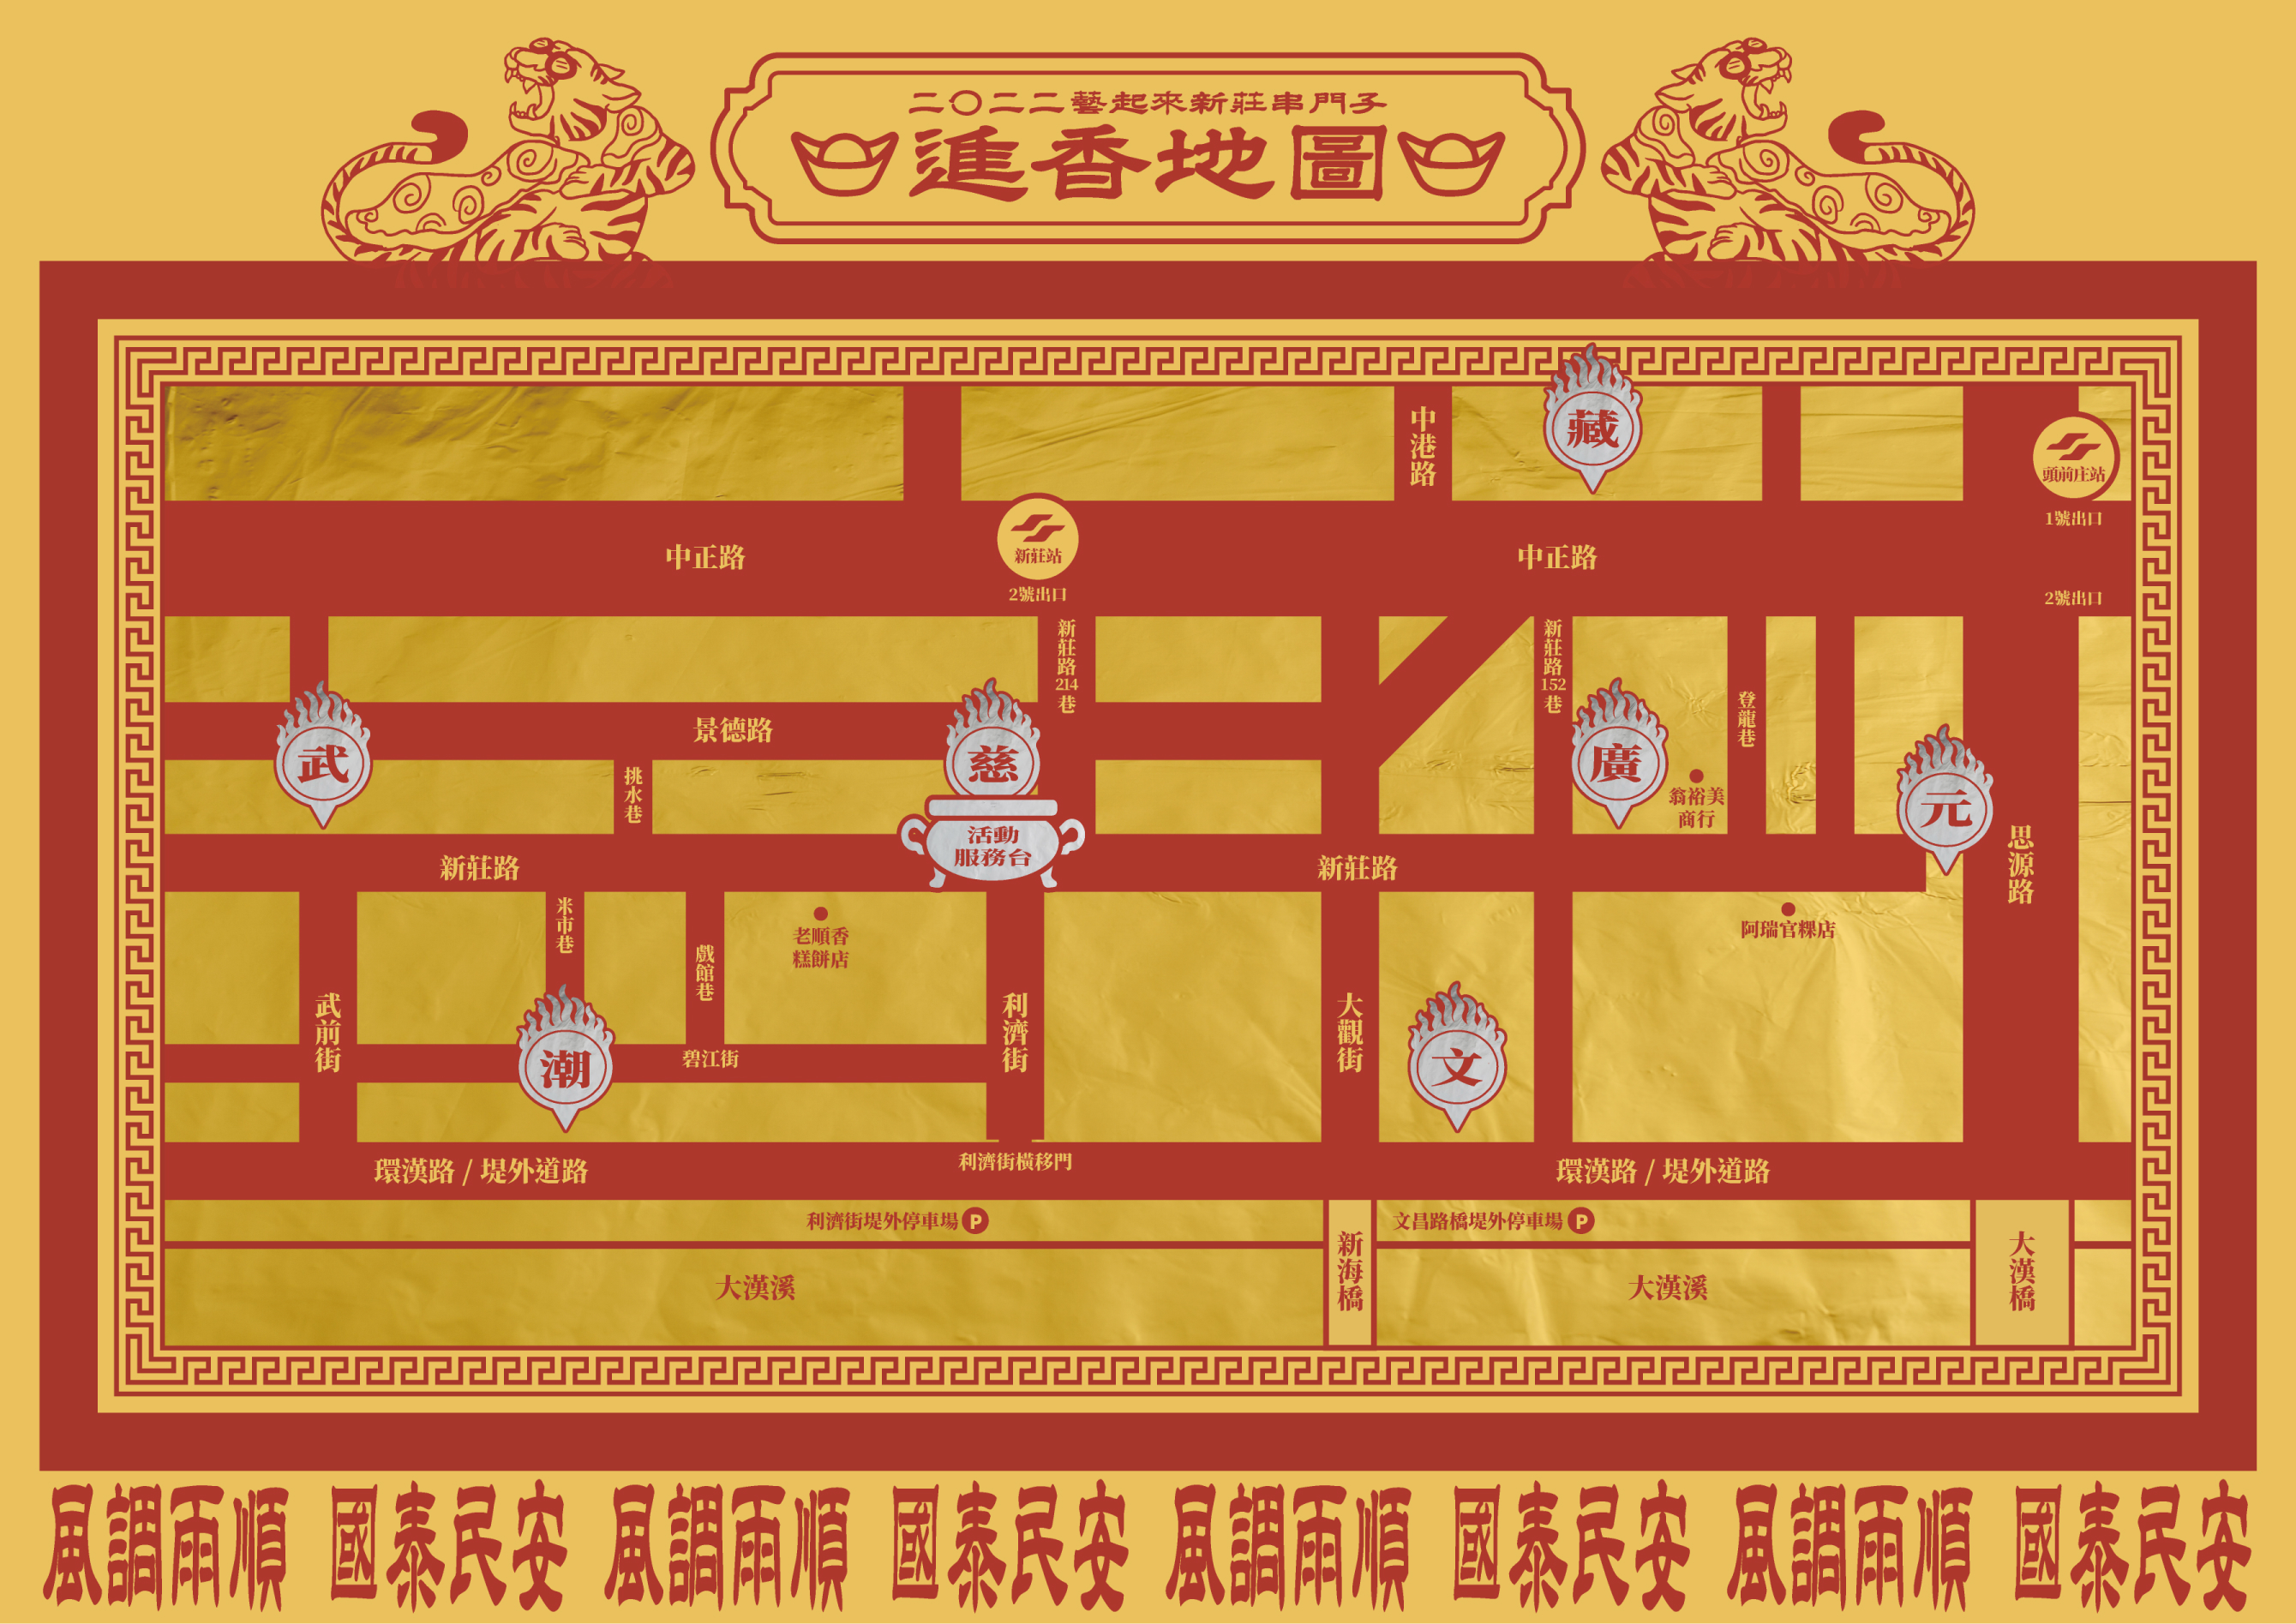 二〇二二藝起來新莊串門子
進香地圖
中港路
藏
頭前庄站
1號出口
中正路
新莊站
2號出口
中正路
2號出口
新莊路214巷
新莊路152巷
登龍巷
武
景德路
慈
廣
元
挑水巷
翁裕美
商行
活動
服務台
新莊路
新莊路
思源路
米市巷
戲館巷
老順香
糕餅店
阿瑞官粿店
武前街
潮
碧江街
利濟街
大觀街
文
環漢路 / 堤外道路
利濟街橫移門
環漢路 / 堤外道路
利濟街堤外停車場 P
新海橋
文昌路橋堤外停車場 P
大漢橋
大漢溪
大漢溪
風調雨順 國泰民安 風調雨順 國泰民安 風調雨順 國泰民安 風調雨順 國泰民安